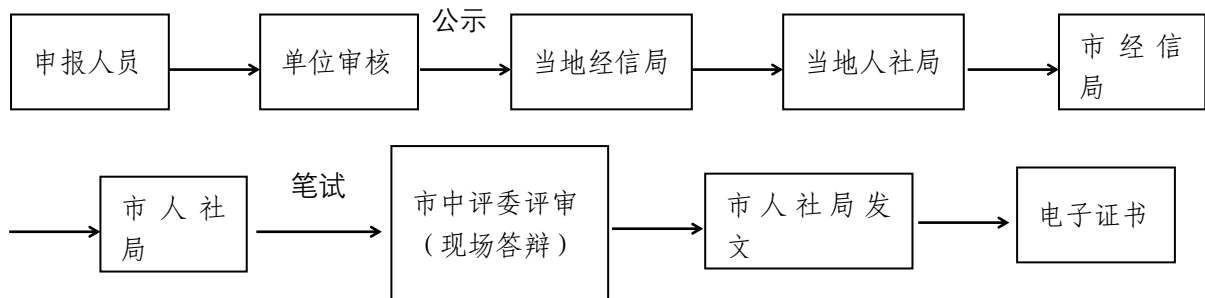 公示
申报人员
单位审核
当地经信局
当地人社局
市经信
局
笔试
市人社
局
市中评委评审
（现场答辩）
市人社局发
文
电子证书